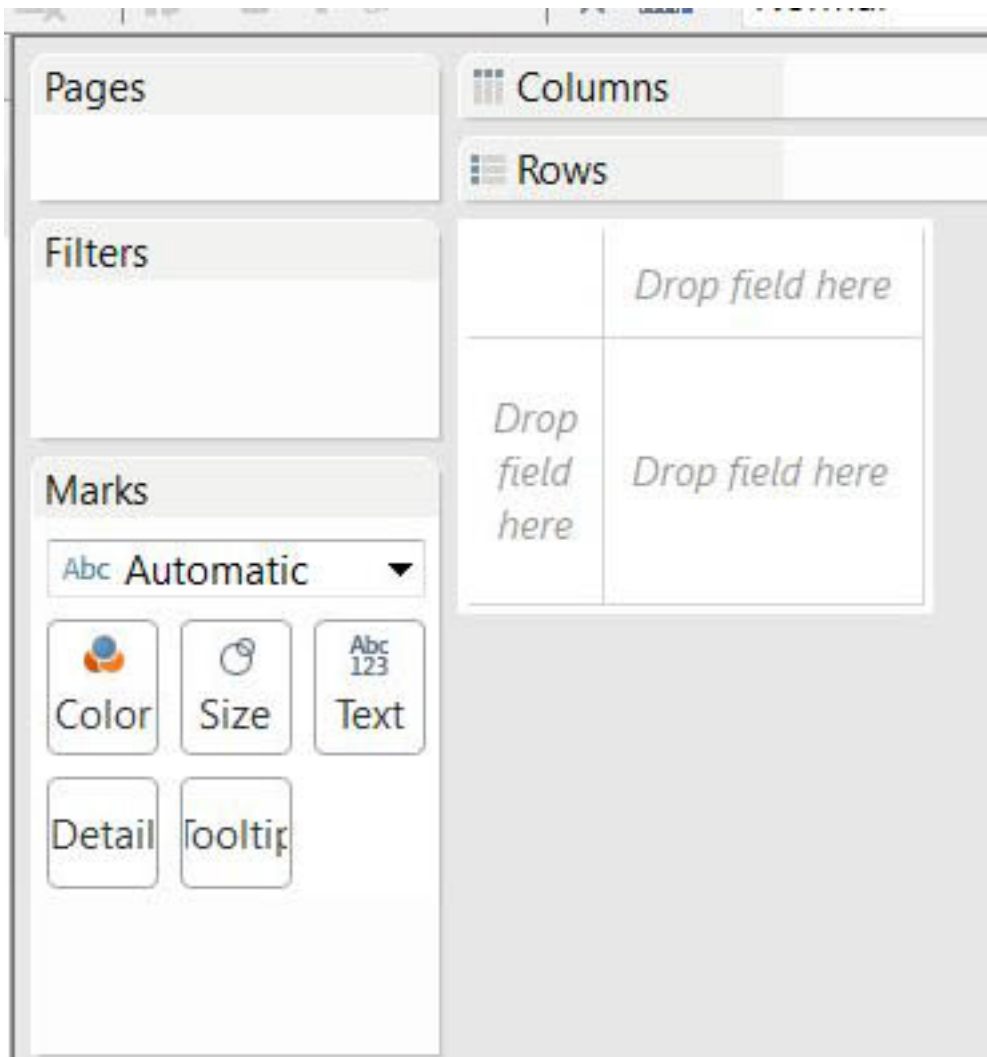 Pages
Columns
Rows
Filters
Drop field here
Drop
field
here
Drop field here
Marks
Abc Automatic
Color
Size
Abc
123
Text
Detail
Tooltip